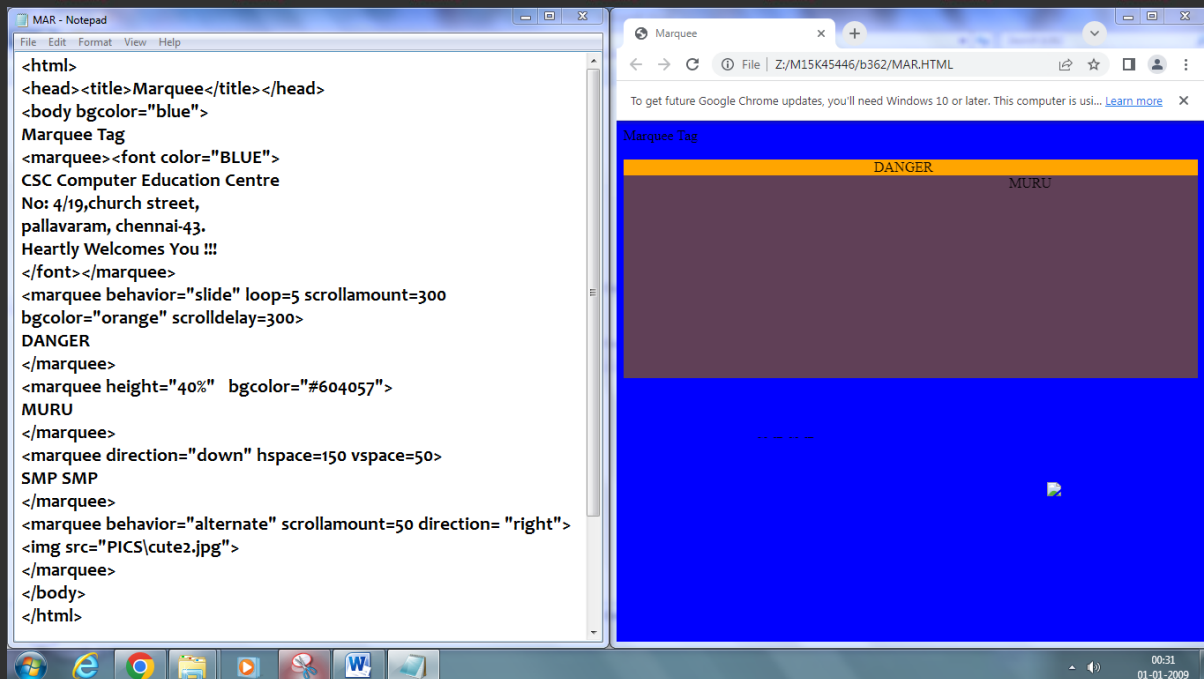 MAR - Notepad
File Edit Format View Help
<html>
<head><title>Marquee</title></head>
<body bgcolor="blue">
Marquee Tag
<marquee><font color="BLUE">
CSC Computer Education Centre
No: 4/19,church street,
pallavaram, chennai-43.
Heartly Welcomes You !!!
</font></marquee>
<marquee behavior="slide" loop=5 scrollamount=300
bgcolor="orange" scrolldelay=300>
DANGER
</marquee>
<marquee height="40%" bgcolor="#604057">
MURU
</marquee>
<marquee direction="down" hspace=150 vspace=50>
SMP SMP
</marquee>
<marquee behavior="alternate" scrollamount=50 direction= "right">
<img src="PICS\cute2.jpg">
</marquee>
</body>
</html>
Marquee
File | Z:/M15K45446/b362/MAR.HTML
To get future Google Chrome updates, you'll need Windows 10 or later. This computer is usi... Learn more
Marquee Tag
DANGER
MURU
00:31
01-01-2009